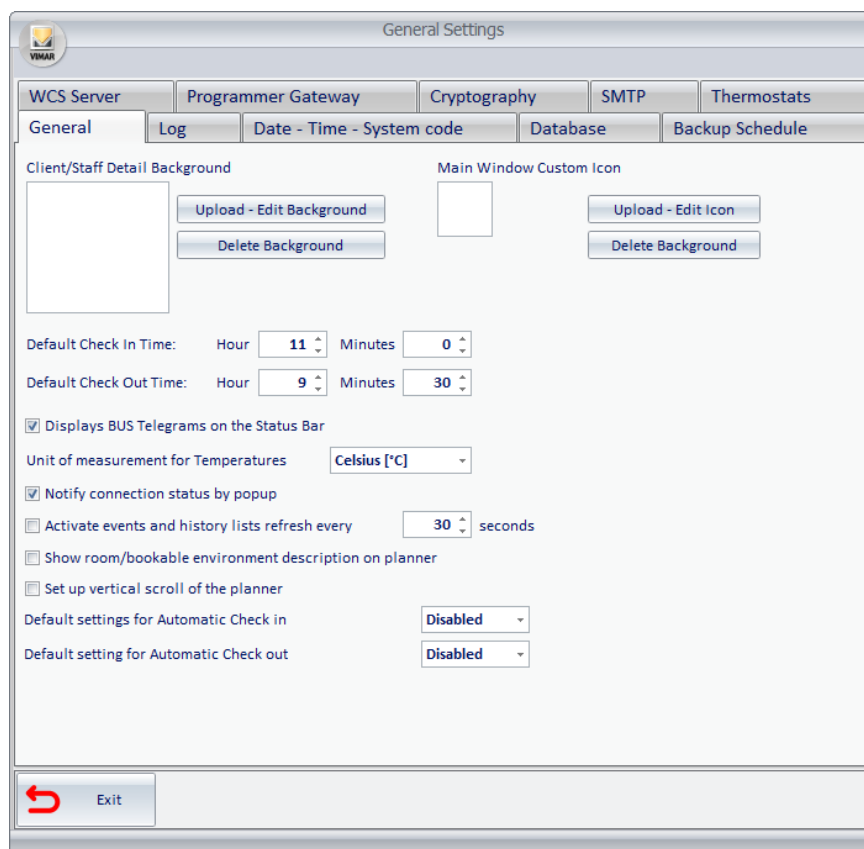 General Settings
VIMAR
WCS Server Programmer Gateway Cryptography SMTP Thermostats
General Log Date - Time - System code Database Backup Schedule
Client/Staff Detail Background Main Window Custom Icon
Upload - Edit Background Upload - Edit Icon
Delete Background Delete Background
Default Check In Time: Hour 11 Minutes 0
Default Check Out Time: Hour 9 Minutes 30
Displays BUS Telegrams on the Status Bar
Unit of measurement for Temperatures Celsius [°C]
Notify connection status by popup
Activate events and history lists refresh every 30 seconds
Show room/bookable environment description on planner
Set up vertical scroll of the planner
Default settings for Automatic Check in Disabled
Default setting for Automatic Check out Disabled
Exit